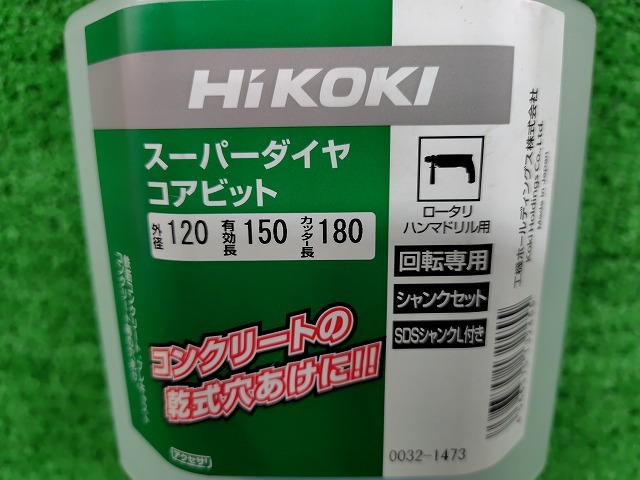 HiKOKI
スーパーダイヤ
コアビット
外径 120 有効長 150 カッター長 180
コンクリートの
乾式穴あけに!!
アクセサリ
ロータリ
ハンマドリル用
回転専用
シャンクセット
SDSシャンクL付き
0032-1473
工機ホールディングス株式会社
Koki Holdings Co.,Ltd.
Made in Japan